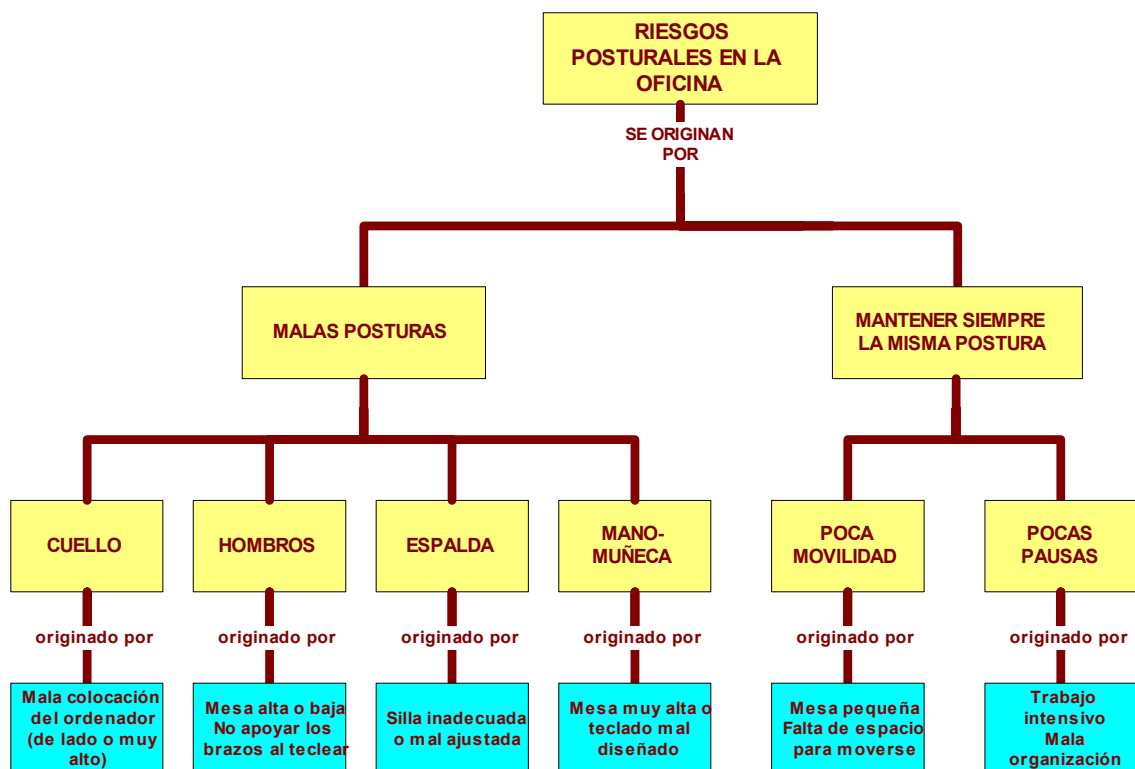 RIESGOS
POSTURALES EN LA
OFICINA
SE ORIGINAN
POR
MALAS POSTURAS
MANTENER SIEMPRE
LA MISMA POSTURA
CUELLO
HOMBROS
ESPALDA
MANO-
MUÑECA
POCA
MOVILIDAD
POCAS
PAUSAS
originado por
originado por
originado por
originado por
originado por
originado por
Mala colocación
del ordenador
(de lado o muy
alto)
Mesa alta o baja
No apoyar los
brazos al teclear
Silla inadecuada
o mal ajustada
Mesa muy alta o
teclado mal
diseñado
Mesa pequeña
Falta de espacio
para moverse
Trabajo
intensivo
Mala
organización